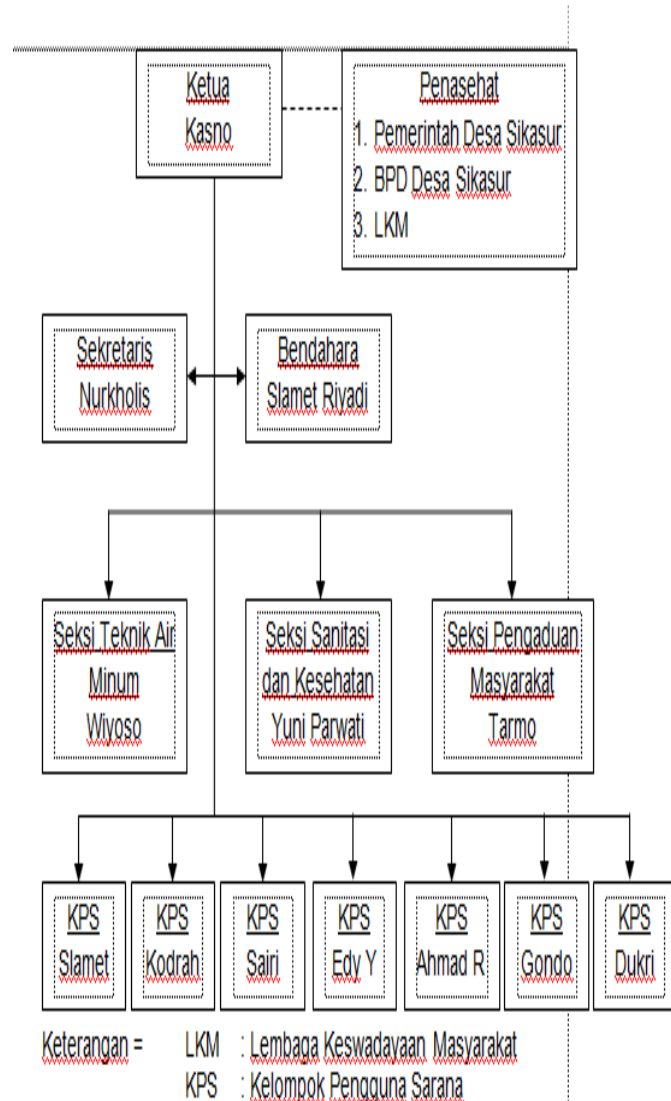 Ketua
Kasno
Penasehat
1. Pemerintah Desa Sikasur
2. BPD Desa Sikasur
3. LKM
Sekretaris
Nurkholis
Bendahara
Slamet Riyadi
Seksi Teknik Air
Minum
Wiyoso
Seksi Sanitasi
dan Kesehatan
Yuni Parwati
Seksi Pengaduan
Masyarakat
Tarmo
KPS
Slamet
KPS
Kodrah
KPS
Sairi
KPS
Edy Y
KPS
Ahmad R
KPS
Gondo
KPS
Dukri
Keterangan = LKM : Lembaga Keswadayaan Masyarakat
KPS : Kelompok Pengguna Sarana